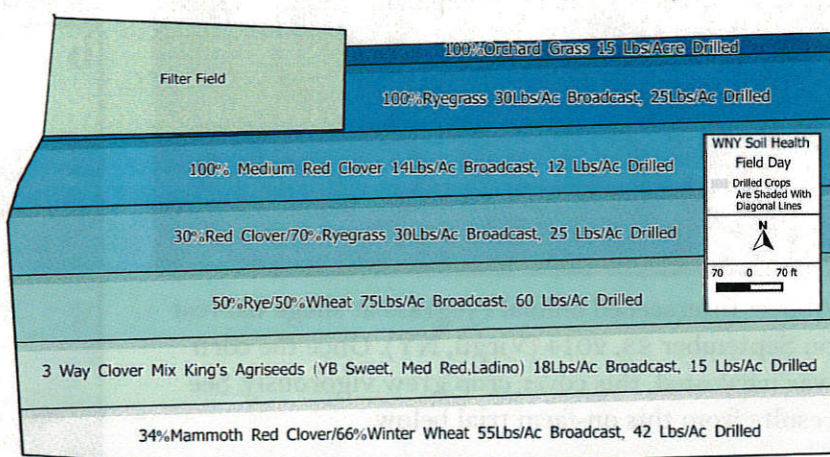 Filter Field
100%Orchard Grass 15 Lbs/Acre Drilled
100%Ryegrass 30Lbs/Ac Broadcast, 25Lbs/Ac Drilled
100% Medium Red Clover 14Lbs/Ac Broadcast, 12 Lbs/Ac Drilled
30%Red Clover/70%Ryegrass 30Lbs/Ac Broadcast, 25 Lbs/Ac Drilled
50%Rye/50%Wheat 75Lbs/Ac Broadcast, 60 Lbs/Ac Drilled
3 Way Clover Mix King's Agriseeds (YB Sweet, Med Red,Ladino) 18Lbs/Ac Broadcast, 15 Lbs/Ac Drilled
34%Mammoth Red Clover/66%Winter Wheat 55Lbs/Ac Broadcast, 42 Lbs/Ac Drilled
WNY Soil Health
Field Day
Drilled Crops
Are Shaded With
Diagonal Lines
N
70 0 70 ft